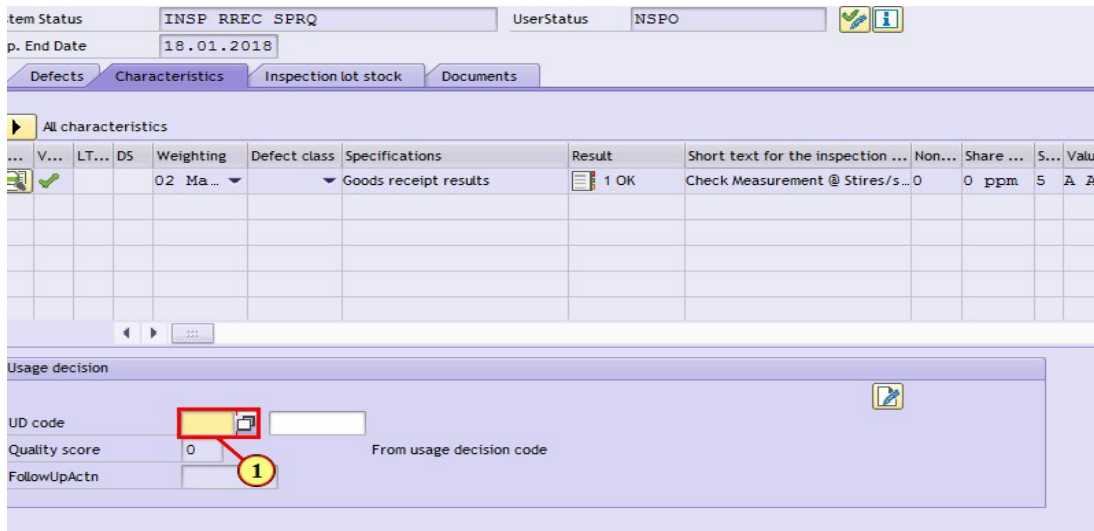 tem Status INSP RREC SPRQ UserStatus NSPO
p. End Date 18.01.2018
Defects Characteristics Inspection lot stock Documents
All characteristics
... V... LT... DS Weighting Defect class Specifications Result Short text for the inspection ... Non... Share ... S... Valu
02 Ma... Goods receipt results 1 OK Check Measurement @ Stires/s... 0 0 ppm 5 A A
Usage decision
UD code
Quality score 0 From usage decision code
1
FollowUpActn